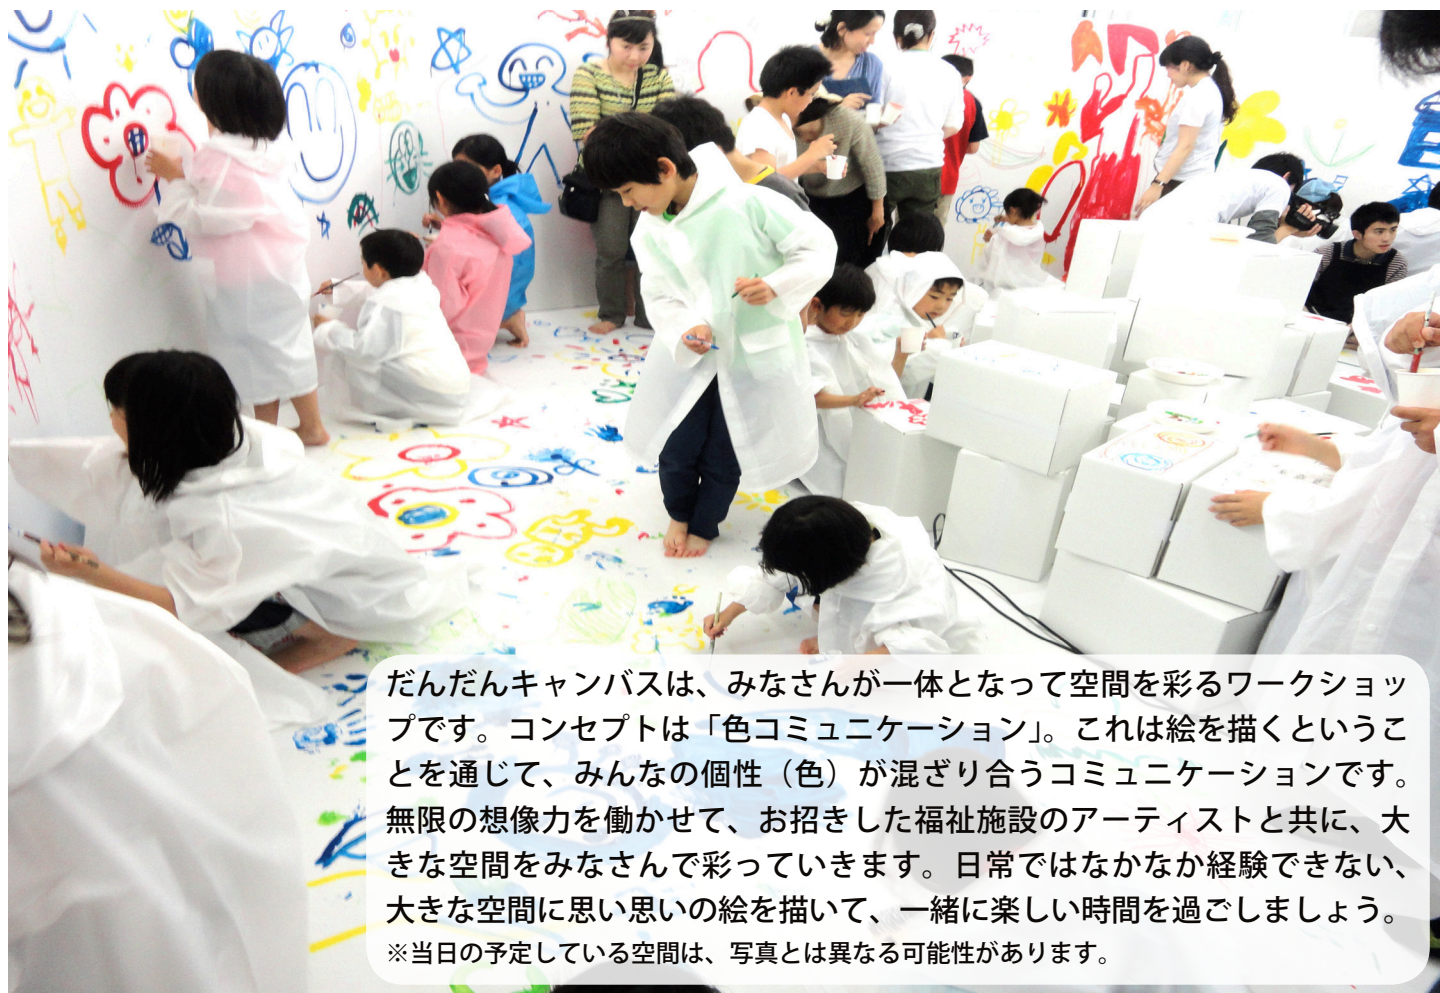 だんだんキャンバスは、みなさんが一体となって空間を彩るワークショッ
プです。コンセプトは「色コミュニケーション」。これは絵を描くというこ
とを通じて、みんなの個性（色）が混ざり合うコミュニケーションです。
無限の想像力を働かせて、お招きした福祉施設のアーティストと共に、大
きな空間をみなさんで彩っていきます。日常ではなかなか経験できない、
大きな空間に思い思いの絵を描いて、一緒に楽しい時間を過ごしましょう。
※当日の予定している空間は、写真とは異なる可能性があります。